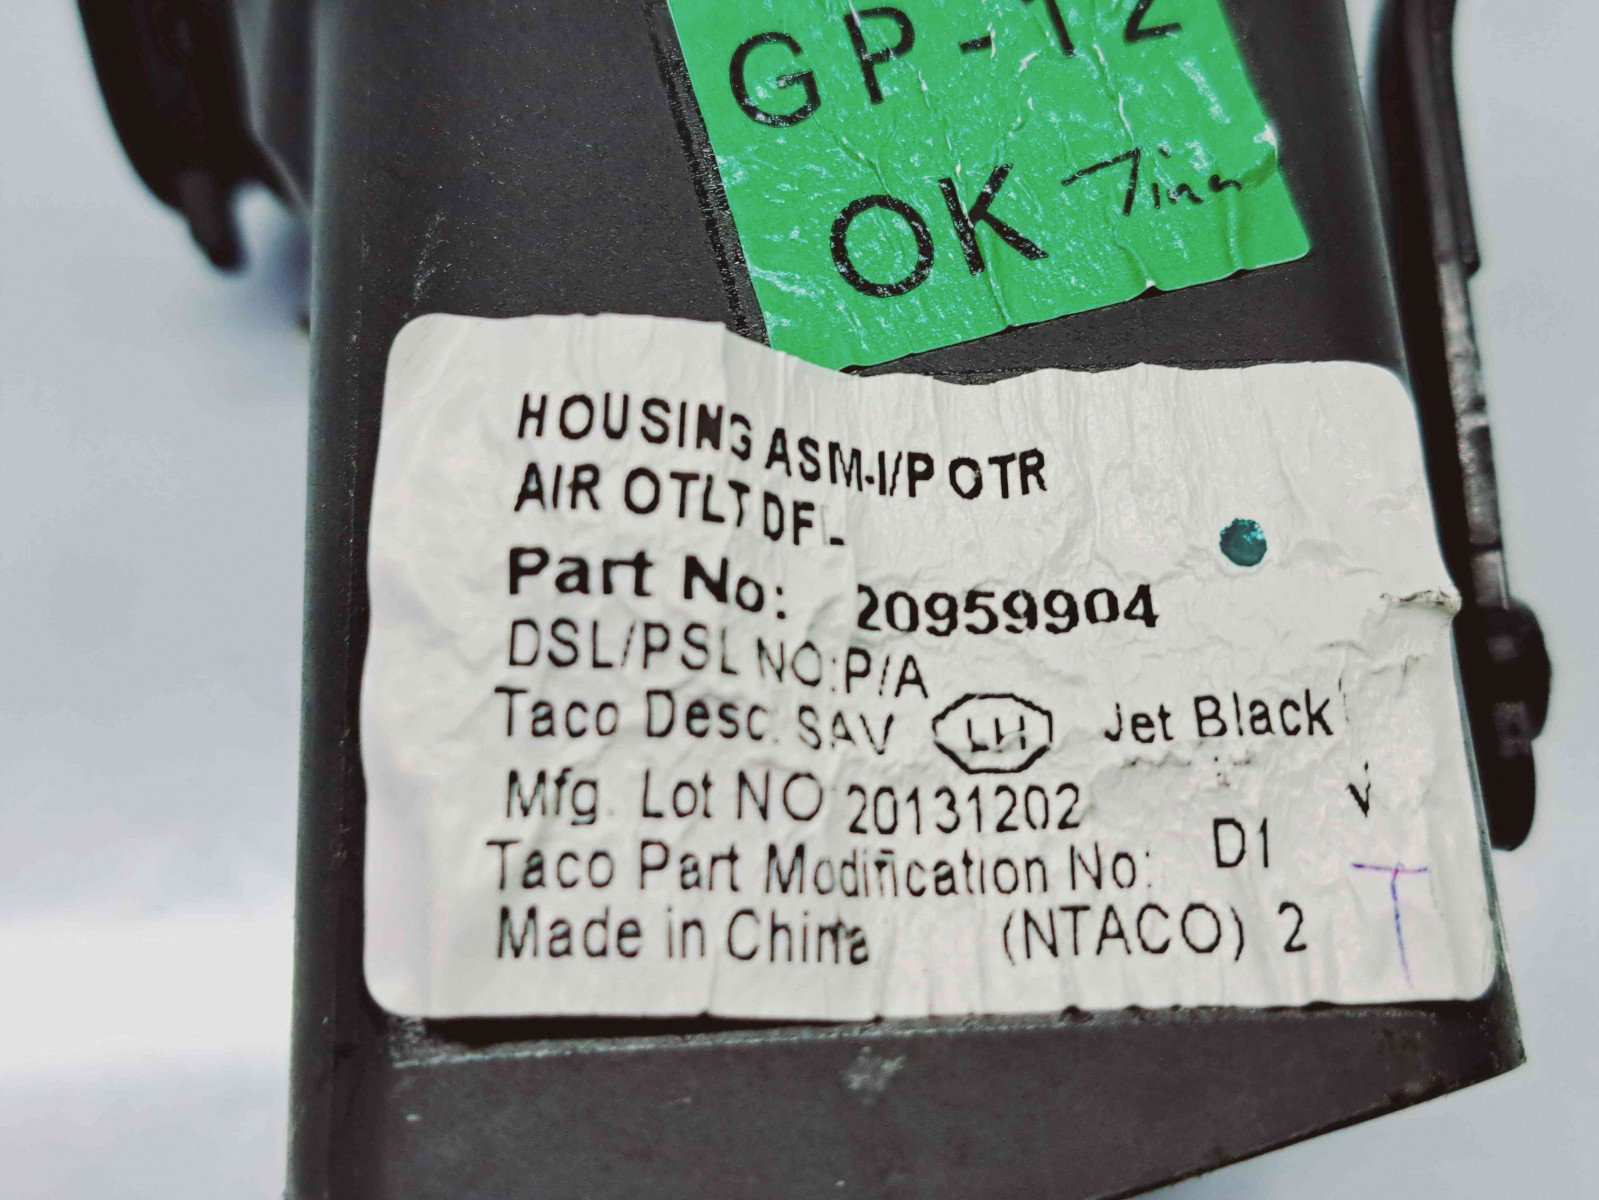 GP-12
OK Tina
HOUSING ASM-I/P OTR
AIR OTLT DFL
Part No: 20959904
DSL/PSL NO:P/A
Taco Desc. SAV LH Jet Black
Mfg. Lot NO 20131202
Taco Part Modification No: D1
Made in China (NTACO) 2
T